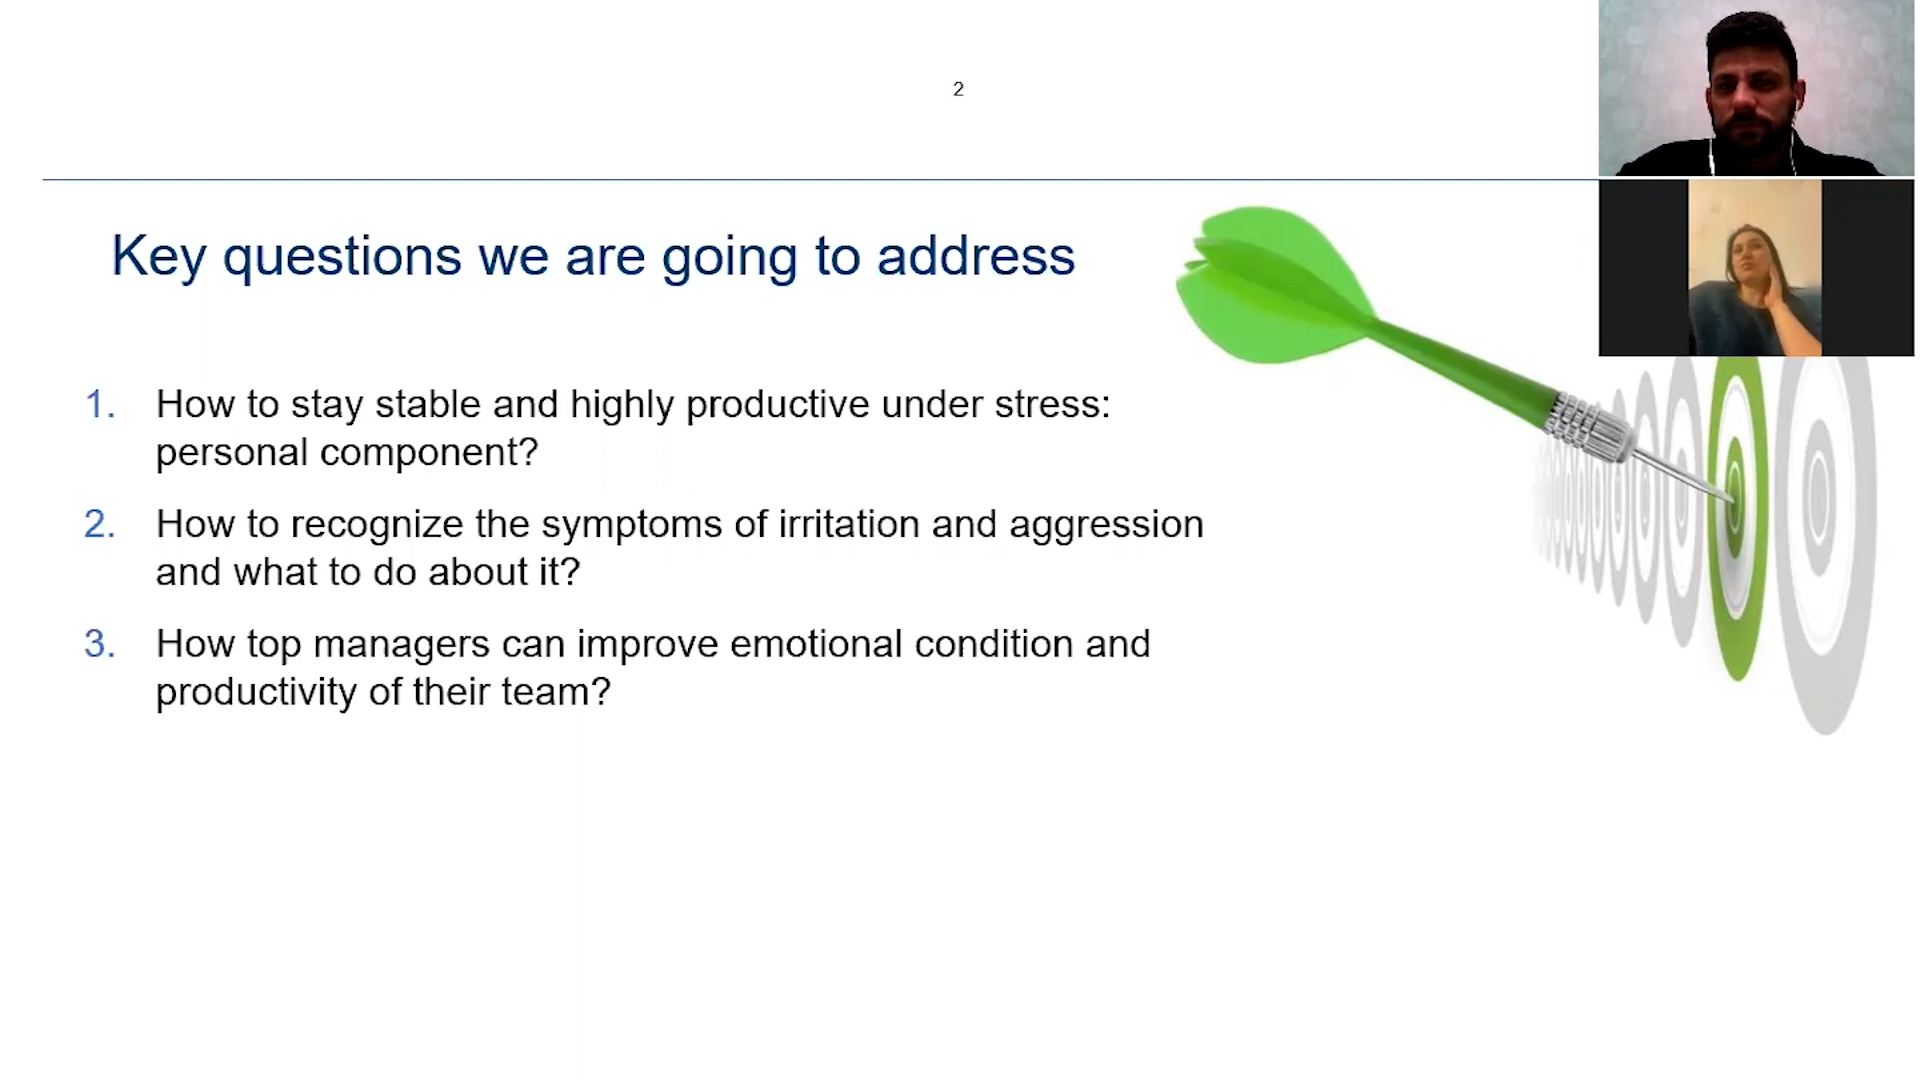 2
Key questions we are going to address
1. How to stay stable and highly productive under stress:
personal component?
2. How to recognize the symptoms of irritation and aggression
and what to do about it?
3. How top managers can improve emotional condition and
productivity of their team?